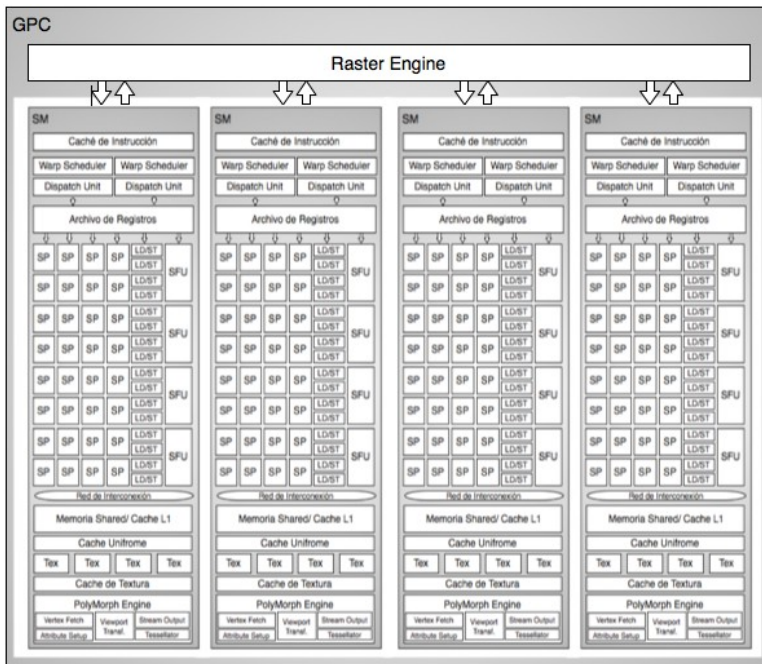 GPC
Raster Engine
SM
Caché de Instrucción
Warp Scheduler Warp Scheduler
Dispatch Unit Dispatch Unit
Archivo de Registros
SP SP SP SP LD/ST LD/ST SFU
SP SP SP SP LD/ST LD/ST
SP SP SP SP LD/ST LD/ST SFU
SP SP SP SP LD/ST LD/ST
SP SP SP SP LD/ST LD/ST SFU
SP SP SP SP LD/ST LD/ST
SP SP SP SP LD/ST LD/ST SFU
SP SP SP SP LD/ST LD/ST
Red de Interconexión
Memoria Shared/ Cache L1
Cache Unifrome
Tex Tex Tex Tex
Cache de Textura
PolyMorph Engine
Vertex Fetch Viewport Transf. Stream Output
Attribute Setup Tessellator
SM
Caché de Instrucción
Warp Scheduler Warp Scheduler
Dispatch Unit Dispatch Unit
Archivo de Registros
SP SP SP SP LD/ST LD/ST SFU
SP SP SP SP LD/ST LD/ST
SP SP SP SP LD/ST LD/ST SFU
SP SP SP SP LD/ST LD/ST
SP SP SP SP LD/ST LD/ST SFU
SP SP SP SP LD/ST LD/ST
SP SP SP SP LD/ST LD/ST SFU
SP SP SP SP LD/ST LD/ST
Red de Interconexión
Memoria Shared/ Cache L1
Cache Unifrome
Tex Tex Tex Tex
Cache de Textura
PolyMorph Engine
Vertex Fetch Viewport Transf. Stream Output
Attribute Setup Tessellator
SM
Caché de Instrucción
Warp Scheduler Warp Scheduler
Dispatch Unit Dispatch Unit
Archivo de Registros
SP SP SP SP LD/ST LD/ST SFU
SP SP SP SP LD/ST LD/ST
SP SP SP SP LD/ST LD/ST SFU
SP SP SP SP LD/ST LD/ST
SP SP SP SP LD/ST LD/ST SFU
SP SP SP SP LD/ST LD/ST
SP SP SP SP LD/ST LD/ST SFU
SP SP SP SP LD/ST LD/ST
Red de Interconexión
Memoria Shared/ Cache L1
Cache Unifrome
Tex Tex Tex Tex
Cache de Textura
PolyMorph Engine
Vertex Fetch Viewport Transf. Stream Output
Attribute Setup Tessellator
SM
Caché de Instrucción
Warp Scheduler Warp Scheduler
Dispatch Unit Dispatch Unit
Archivo de Registros
SP SP SP SP LD/ST LD/ST SFU
SP SP SP SP LD/ST LD/ST
SP SP SP SP LD/ST LD/ST SFU
SP SP SP SP LD/ST LD/ST
SP SP SP SP LD/ST LD/ST SFU
SP SP SP SP LD/ST LD/ST
SP SP SP SP LD/ST LD/ST SFU
SP SP SP SP LD/ST LD/ST
Red de Interconexión
Memoria Shared/ Cache L1
Cache Unifrome
Tex Tex Tex Tex
Cache de Textura
PolyMorph Engine
Vertex Fetch Viewport Transf. Stream Output
Attribute Setup Tessellator